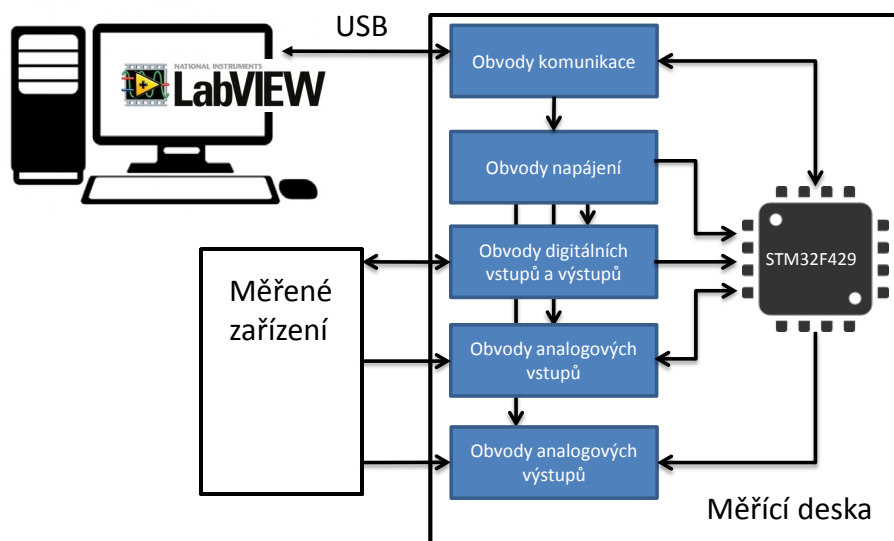 USB
NATIONAL INSTRUMENTS
LabVIEW
Obvody komunikace
Obvody napájení
Obvody digitálních
vstupů a výstupů
STM32F429
Měřené
zařízení
Obvody analogových
vstupů
Obvody analogových
výstupů
Měřící deska